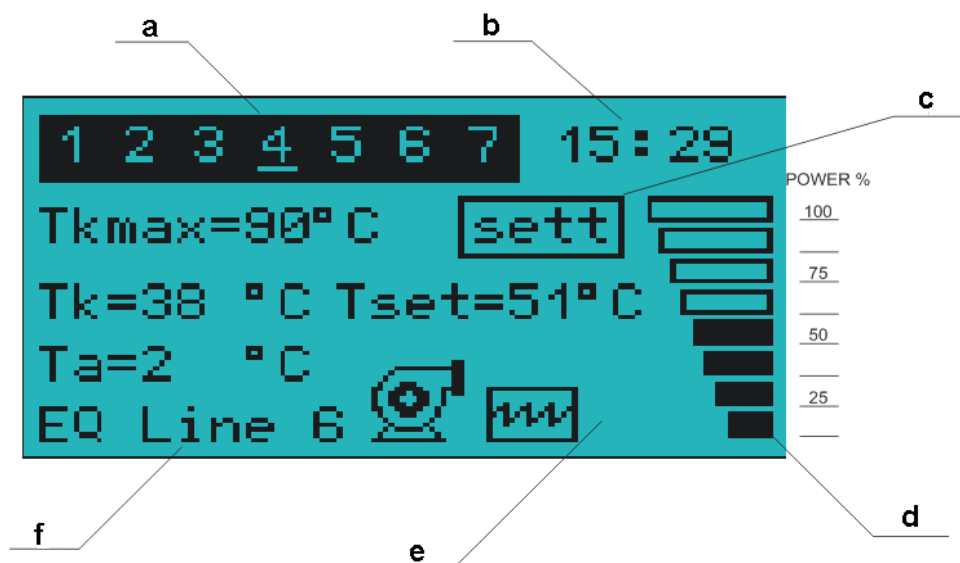 a
b
c
1 2 3 4 5 6 7 15:29
POWER %
Tkmax=90°C sett
100
75
Tk=38 °C Tset=51°C
50
Ta=2 °C
25
EQ Line 6
f
e
d